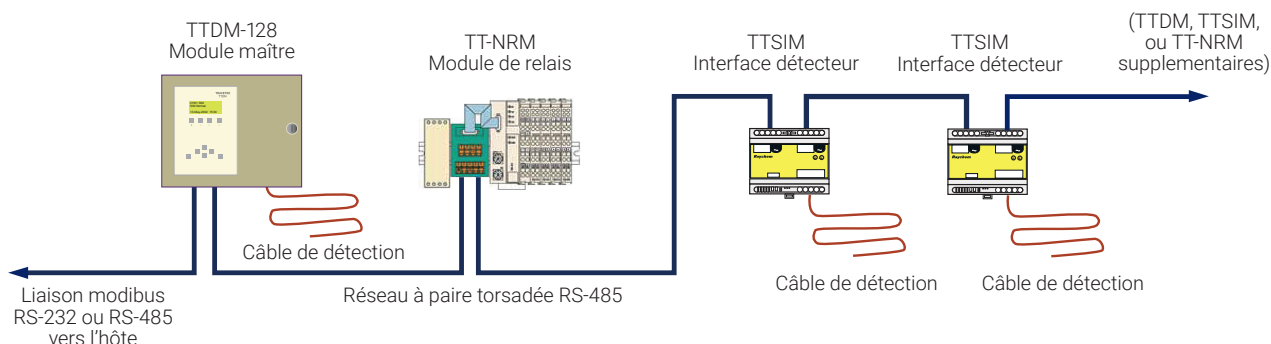 TTDM-128
Module maître
TT-NRM
Module de relais
TTSIM
Interface détecteur
TTSIM
Interface détecteur
(TTDM, TTSIM,
ou TT-NRM
supplementaires)
Raychem
Raychem
Câble de détection
Câble de détection
Câble de détection
Liaison modibus
RS-232 ou RS-485
vers l'hôte
Réseau à paire torsadée RS-485